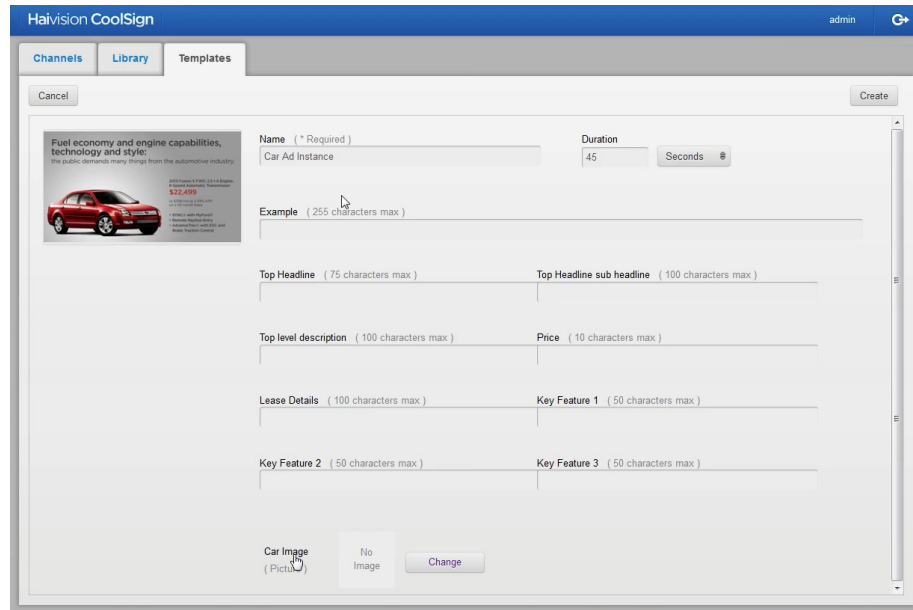 Haivision CoolSign
admin
Channels
Library
Templates
Cancel
Create
Fuel economy and engine capabilities,
technology and style:
the public demands many things from the automotive industry.
$22,499
Name ( * Required )
Duration
Car Ad Instance
45
Seconds
Example ( 255 characters max )
Top Headline ( 75 characters max )
Top Headline sub headline ( 100 characters max )
Top level description ( 100 characters max )
Price ( 10 characters max )
Lease Details ( 100 characters max )
Key Feature 1 ( 50 characters max )
Key Feature 2 ( 50 characters max )
Key Feature 3 ( 50 characters max )
Car Image
No
Image
Change